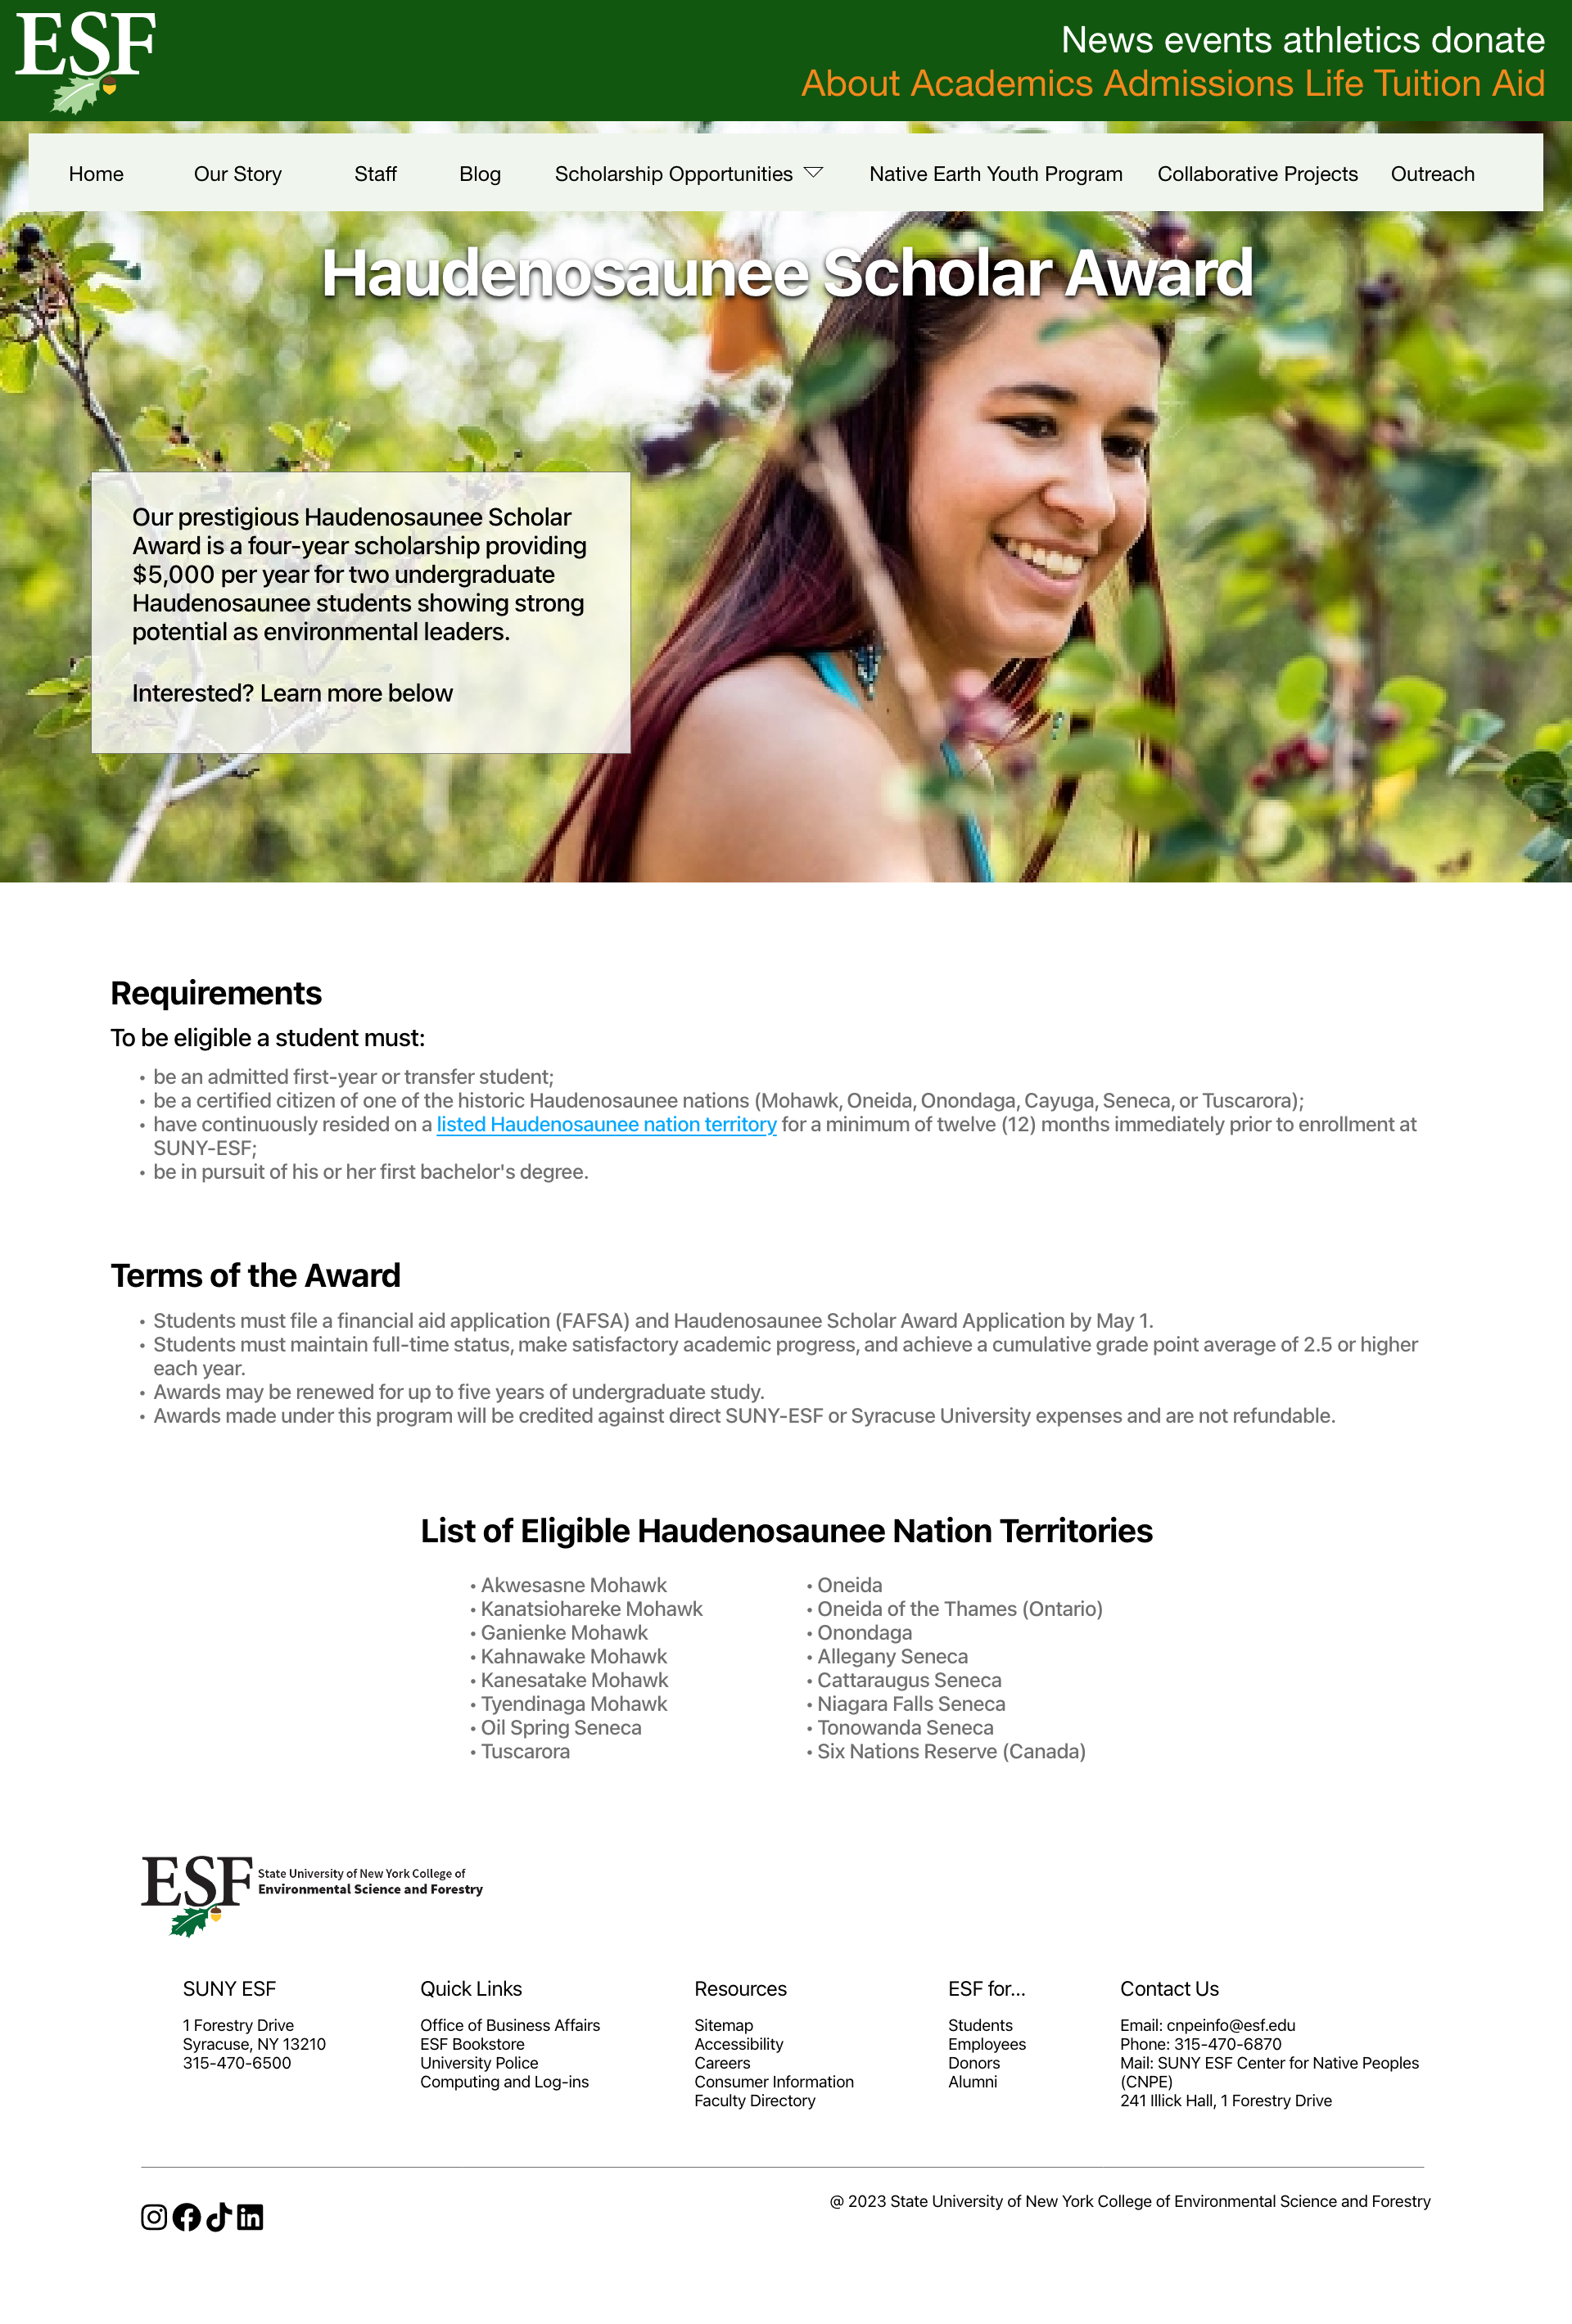 ESF
News events athletics donate
About Academics Admissions Life Tuition Aid
Home Our Story Staff Blog Scholarship Opportunities Native Earth Youth Program Collaborative Projects Outreach
Haudenosaunee Scholar Award
Our prestigious Haudenosaunee Scholar
Award is a four-year scholarship providing
$5,000 per year for two undergraduate
Haudenosaunee students showing strong
potential as environmental leaders.
Interested? Learn more below
Requirements
To be eligible a student must:
• be an admitted first-year or transfer student;
• be a certified citizen of one of the historic Haudenosaunee nations (Mohawk, Oneida, Onondaga, Cayuga, Seneca, or Tuscarora);
• have continuously resided on a listed Haudenosaunee nation territory for a minimum of twelve (12) months immediately prior to enrollment at
SUNY-ESF;
• be in pursuit of his or her first bachelor's degree.
Terms of the Award
• Students must file a financial aid application (FAFSA) and Haudenosaunee Scholar Award Application by May 1.
• Students must maintain full-time status, make satisfactory academic progress, and achieve a cumulative grade point average of 2.5 or higher
each year.
• Awards may be renewed for up to five years of undergraduate study.
• Awards made under this program will be credited against direct SUNY-ESF or Syracuse University expenses and are not refundable.
List of Eligible Haudenosaunee Nation Territories
• Akwesasne Mohawk
• Kanatsiohareke Mohawk
• Ganienke Mohawk
• Kahnawake Mohawk
• Kanesatake Mohawk
• Tyendinaga Mohawk
• Oil Spring Seneca
• Tuscarora
• Oneida
• Oneida of the Thames (Ontario)
• Onondaga
• Allegany Seneca
• Cattaraugus Seneca
• Niagara Falls Seneca
• Tonowanda Seneca
• Six Nations Reserve (Canada)
ESF
State University of New York College of
Environmental Science and Forestry
SUNY ESF
1 Forestry Drive
Syracuse, NY 13210
315-470-6500
Quick Links
Office of Business Affairs
ESF Bookstore
University Police
Computing and Log-ins
Resources
Sitemap
Accessibility
Careers
Consumer Information
Faculty Directory
ESF for...
Students
Employees
Donors
Alumni
Contact Us
Email: cnpeinfo@esf.edu
Phone: 315-470-6870
Mail: SUNY ESF Center for Native Peoples
(CNPE)
241 Illick Hall, 1 Forestry Drive
@ 2023 State University of New York College of Environmental Science and Forestry